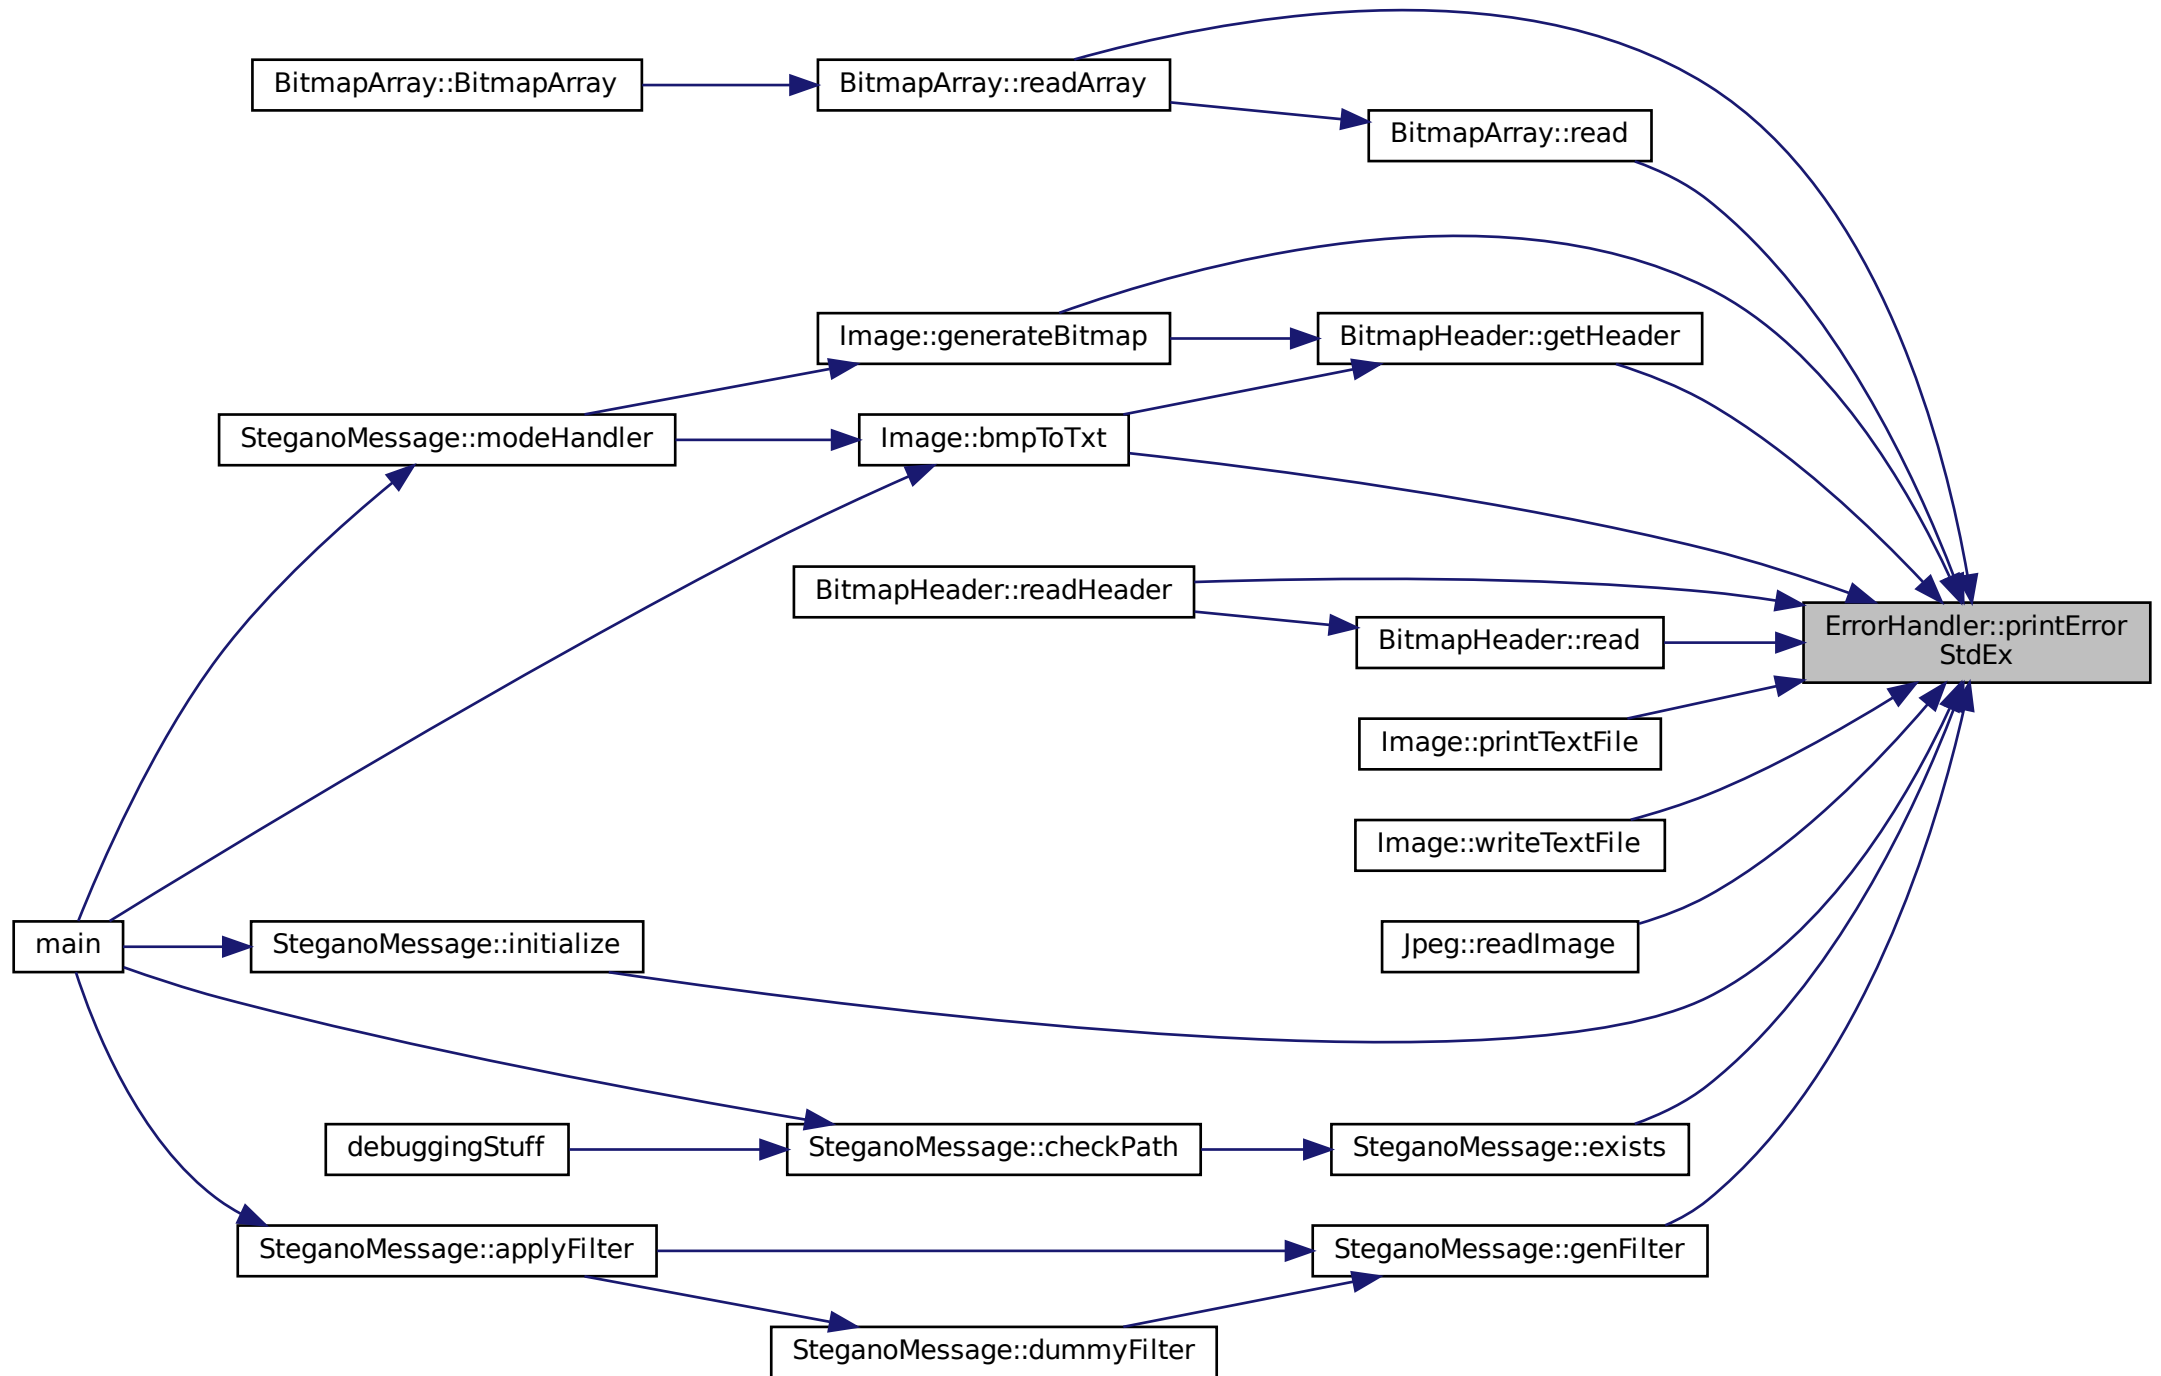 BitmapArray::BitmapArray
BitmapArray::readArray
BitmapArray::read
Image::generateBitmap
BitmapHeader::getHeader
SteganoMessage::modeHandler
Image::bmpToTxt
BitmapHeader::readHeader
BitmapHeader::read
ErrorHandler::printError
StdEx
Image::printTextFile
Image::writeTextFile
main
SteganoMessage::initialize
Jpeg::readImage
debuggingStuff
SteganoMessage::checkPath
SteganoMessage::exists
SteganoMessage::applyFilter
SteganoMessage::genFilter
SteganoMessage::dummyFilter